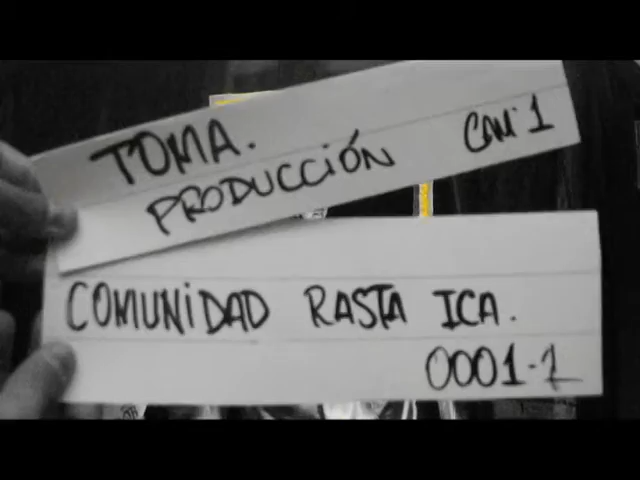 TOMA.
PRODUCCIÓN CAM: 1
COMUNIDAD RASTA ICA.
0001-1